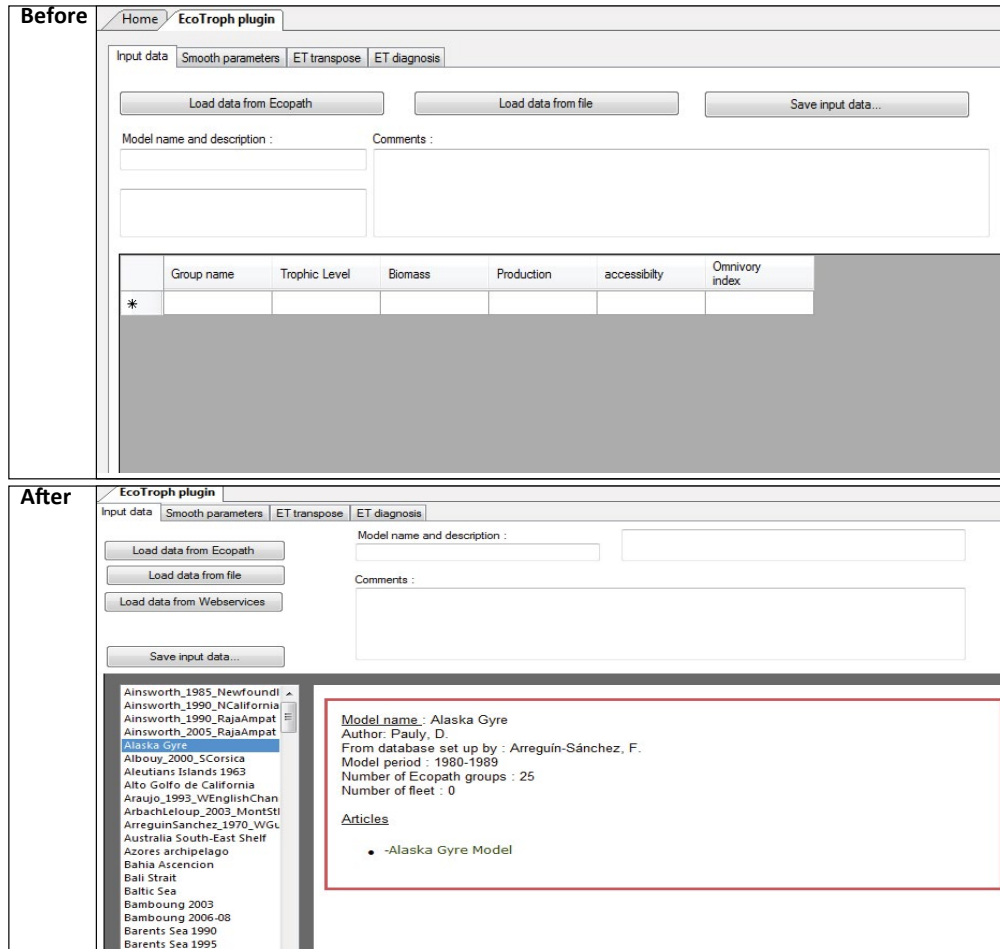 Before
Home EcoTroph plugin
Input data Smooth parameters ET transpose ET diagnosis
Load data from Ecopath Load data from file Save input data...
Model name and description : Comments :
Group name Trophic Level Biomass Production accessibilty Omnivory
index
After
EcoTroph plugin
Input data Smooth parameters ET transpose ET diagnosis
Model name and description :
Load data from Ecopath
Load data from file
Comments :
Load data from Webservices
Save input data...
Ainsworth_1985_Newfoundl
Ainsworth_1990_NCalifornia
Ainsworth_1990_RajaAmpat
Ainsworth_2005_RajaAmpat
Alaska Gyre
Albouy_2000_SCorsica
Aleutians Islands 1963
Alto Golfo de California
Araujo_1993_WEnglishChan
ArbachLeloup_2003_MontSt
ArreguinSanchez_1970_WGu
Australia South-East Shelf
Azores archipelago
Bahia Ascencion
Bali Strait
Baltic Sea
Bamboung 2003
Bamboung 2006-08
Barents Sea 1990
Barents Sea 1995
Model name : Alaska Gyre
Author: Pauly, D.
From database set up by : Arreguín-Sánchez, F.
Model period : 1980-1989
Number of Ecopath groups : 25
Number of fleet : 0
Articles
-Alaska Gyre Model